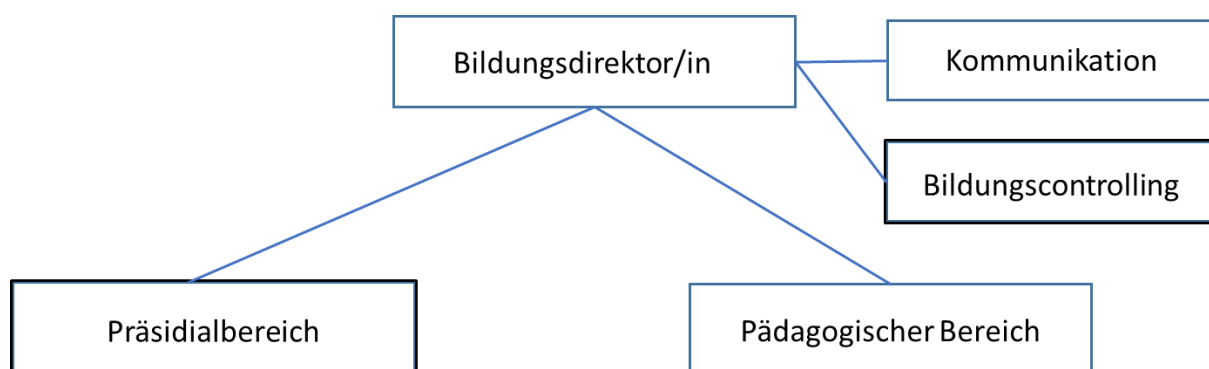 Bildungsdirektor/in
Kommunikation
Bildungscontrolling
Präsidialbereich
Pädagogischer Bereich